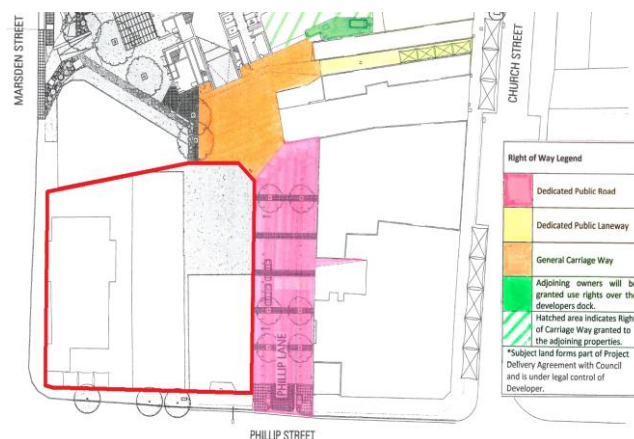 MARSDEN STREET
CHURCH STREET
Right of Way Legend
Dedicated Public Road
Dedicated Public Laneway
General Carriage Way
Adjoining owners will be
granted use rights over the
developers dock.
Hatched area indicates Right
of Carriage Way granted to
the adjoining properties.
*Subject land forms part of Project
Delivery Agreement with Council
and is under legal control of
Developer.
PHILLIP LANE
PHILLIP STREET